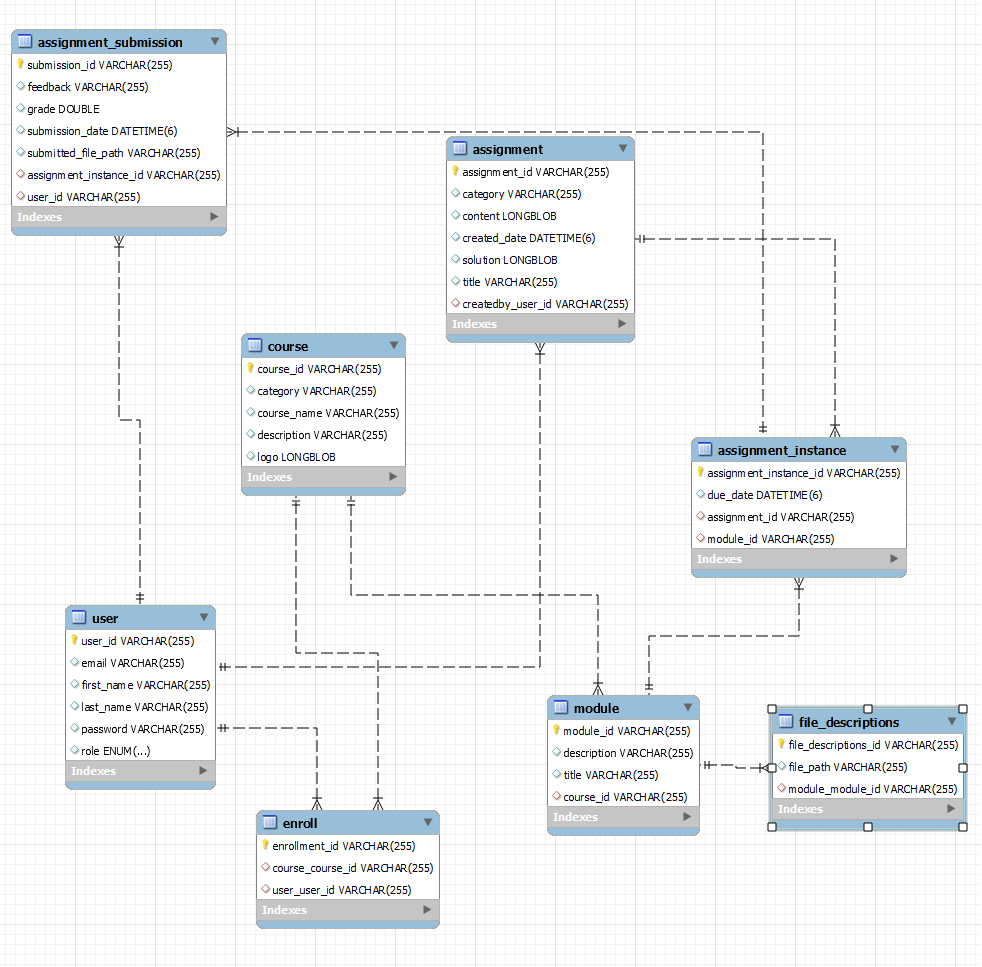 assignment_submission
submission_id VARCHAR(255)
feedback VARCHAR(255)
grade DOUBLE
submission_date DATETIME(6)
submitted_file_path VARCHAR(255)
assignment_instance_id VARCHAR(255)
user_id VARCHAR(255)
Indexes
assignment
assignment_id VARCHAR(255)
category VARCHAR(255)
content LONGBLOB
created_date DATETIME(6)
solution LONGBLOB
title VARCHAR(255)
createdby_user_id VARCHAR(255)
Indexes
course
course_id VARCHAR(255)
category VARCHAR(255)
course_name VARCHAR(255)
description VARCHAR(255)
logo LONGBLOB
Indexes
assignment_instance
assignment_instance_id VARCHAR(255)
due_date DATETIME(6)
assignment_id VARCHAR(255)
module_id VARCHAR(255)
Indexes
user
user_id VARCHAR(255)
email VARCHAR(255)
first_name VARCHAR(255)
last_name VARCHAR(255)
password VARCHAR(255)
role ENUM(...)
Indexes
module
module_id VARCHAR(255)
description VARCHAR(255)
title VARCHAR(255)
course_id VARCHAR(255)
Indexes
file_descriptions
file_descriptions_id VARCHAR(255)
file_path VARCHAR(255)
module_module_id VARCHAR(255)
Indexes
enroll
enrollment_id VARCHAR(255)
course_course_id VARCHAR(255)
user_user_id VARCHAR(255)
Indexes